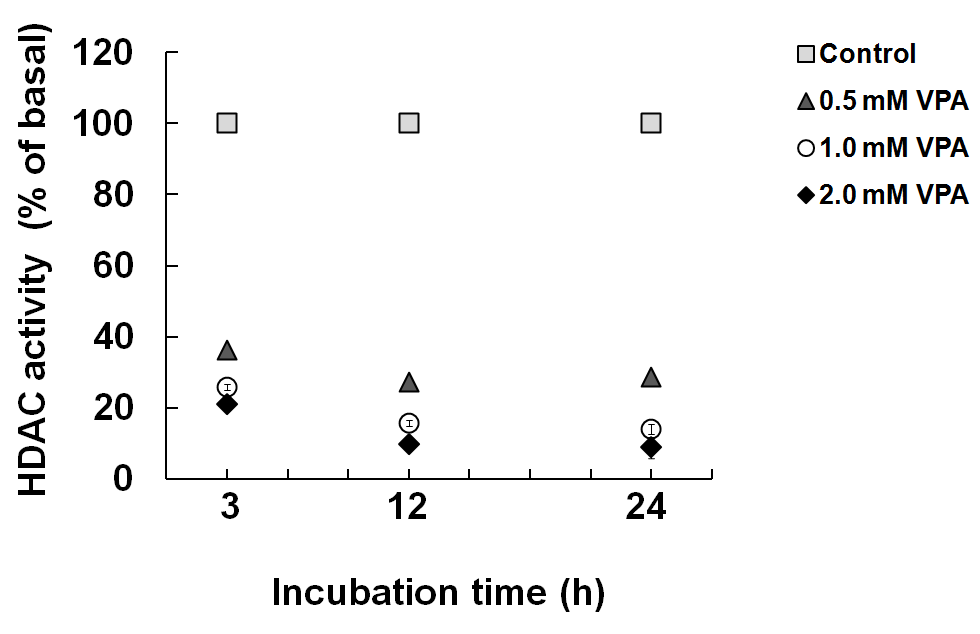 HDAC activity (% of basal)
120
100
80
60
40
20
0
3 12 24
Incubation time (h)
Control
0.5 mM VPA
1.0 mM VPA
2.0 mM VPA